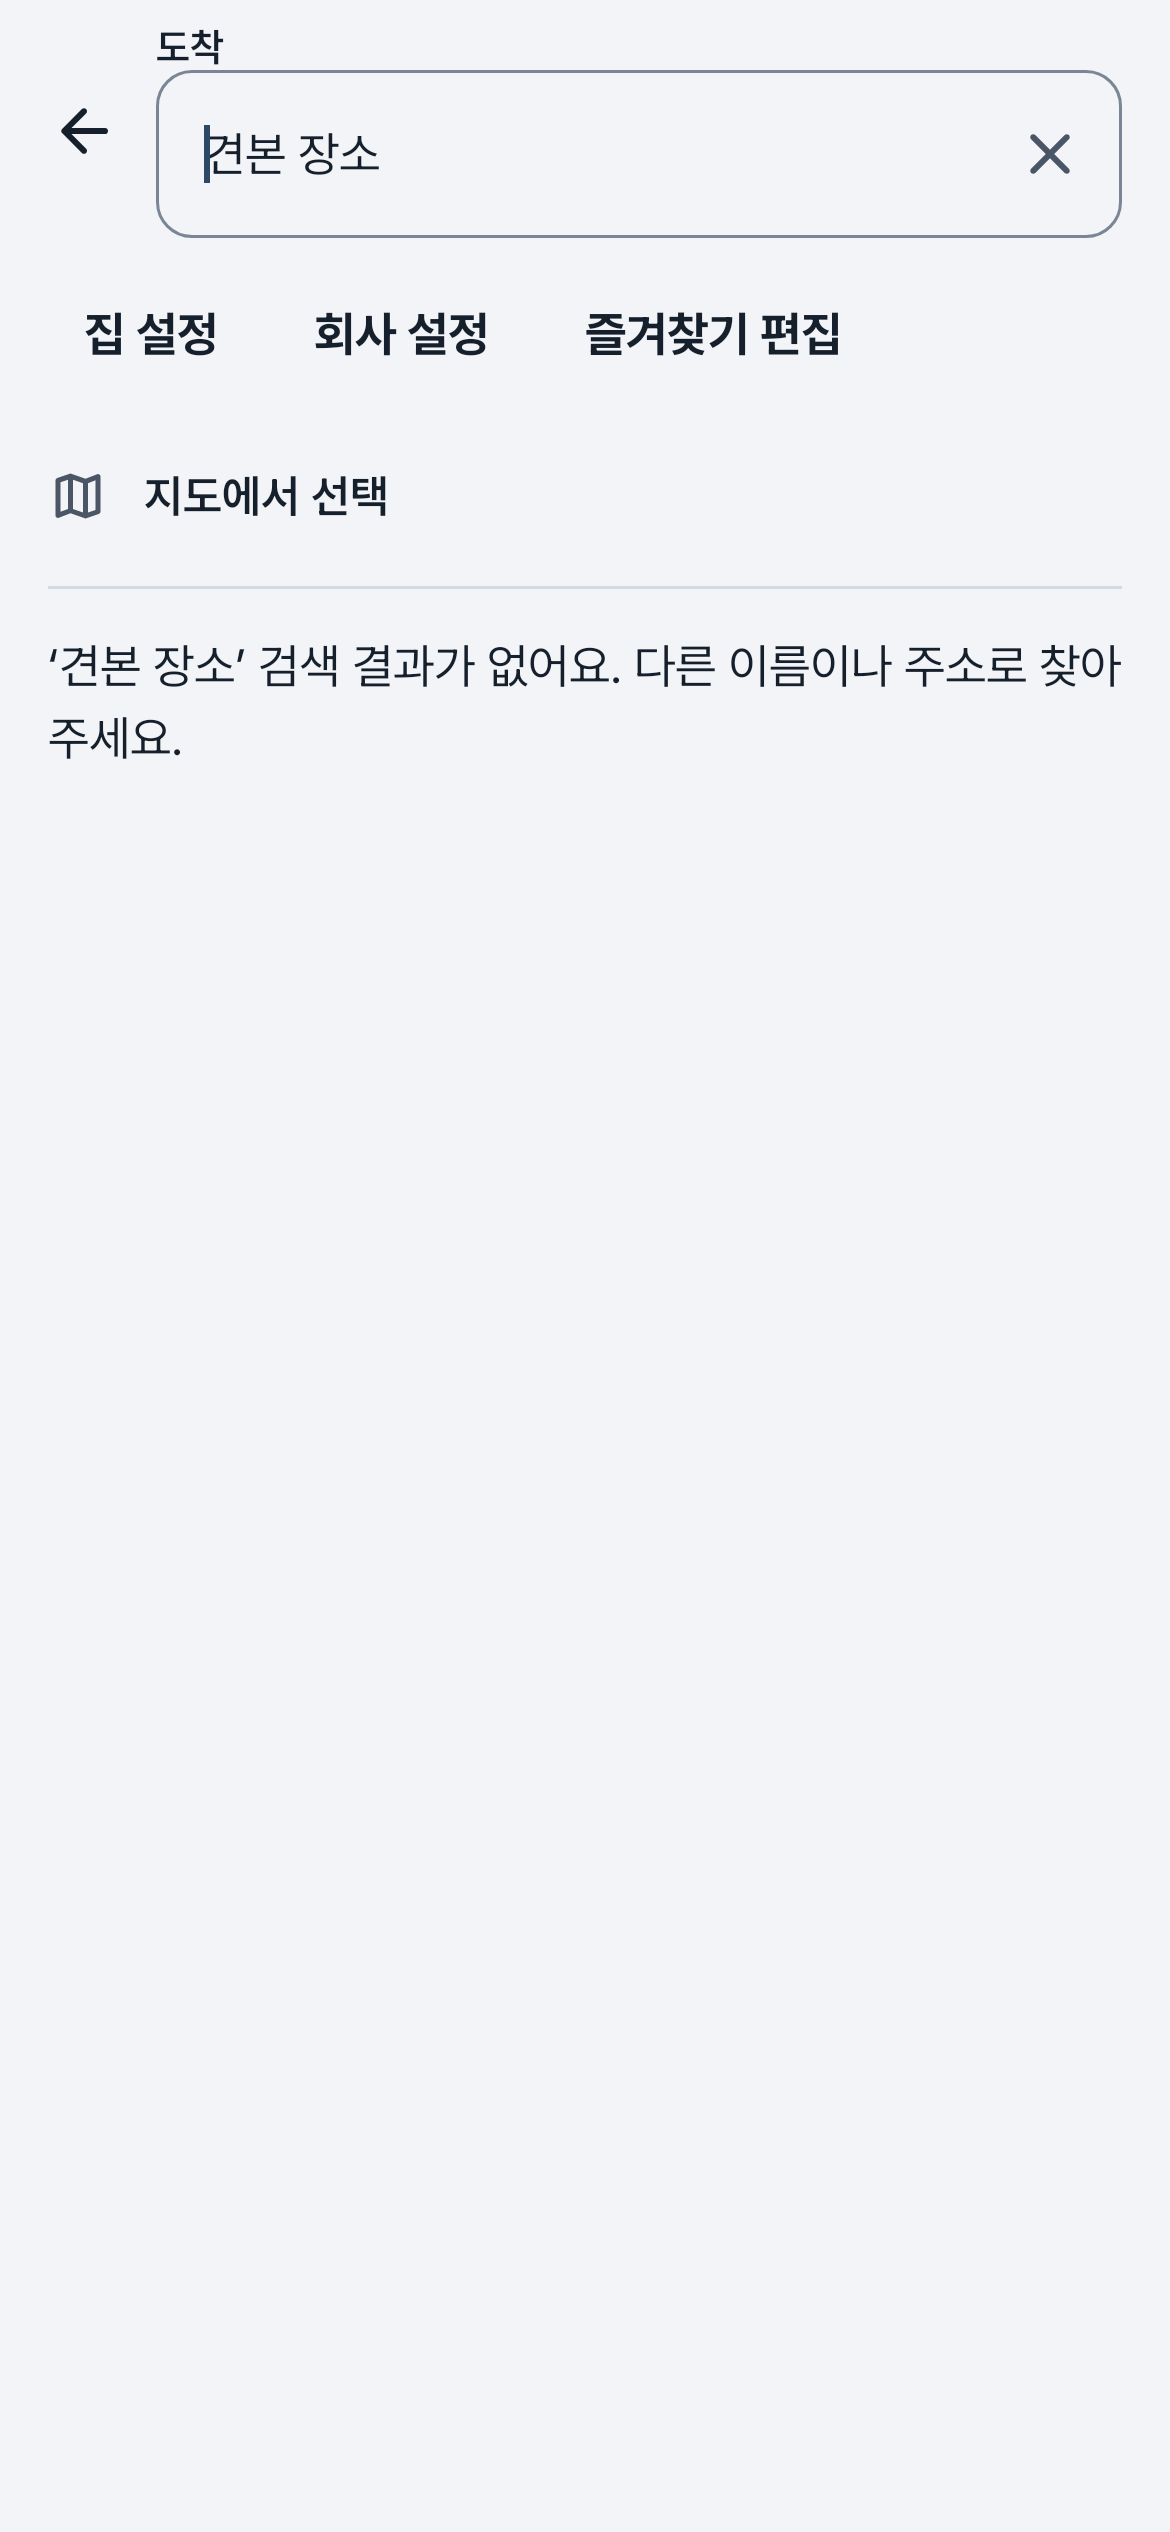 도착
견본 장소
집 설정 회사 설정 즐겨찾기 편집
지도에서 선택
‘견본 장소’ 검색 결과가 없어요. 다른 이름이나 주소로 찾아
주세요.